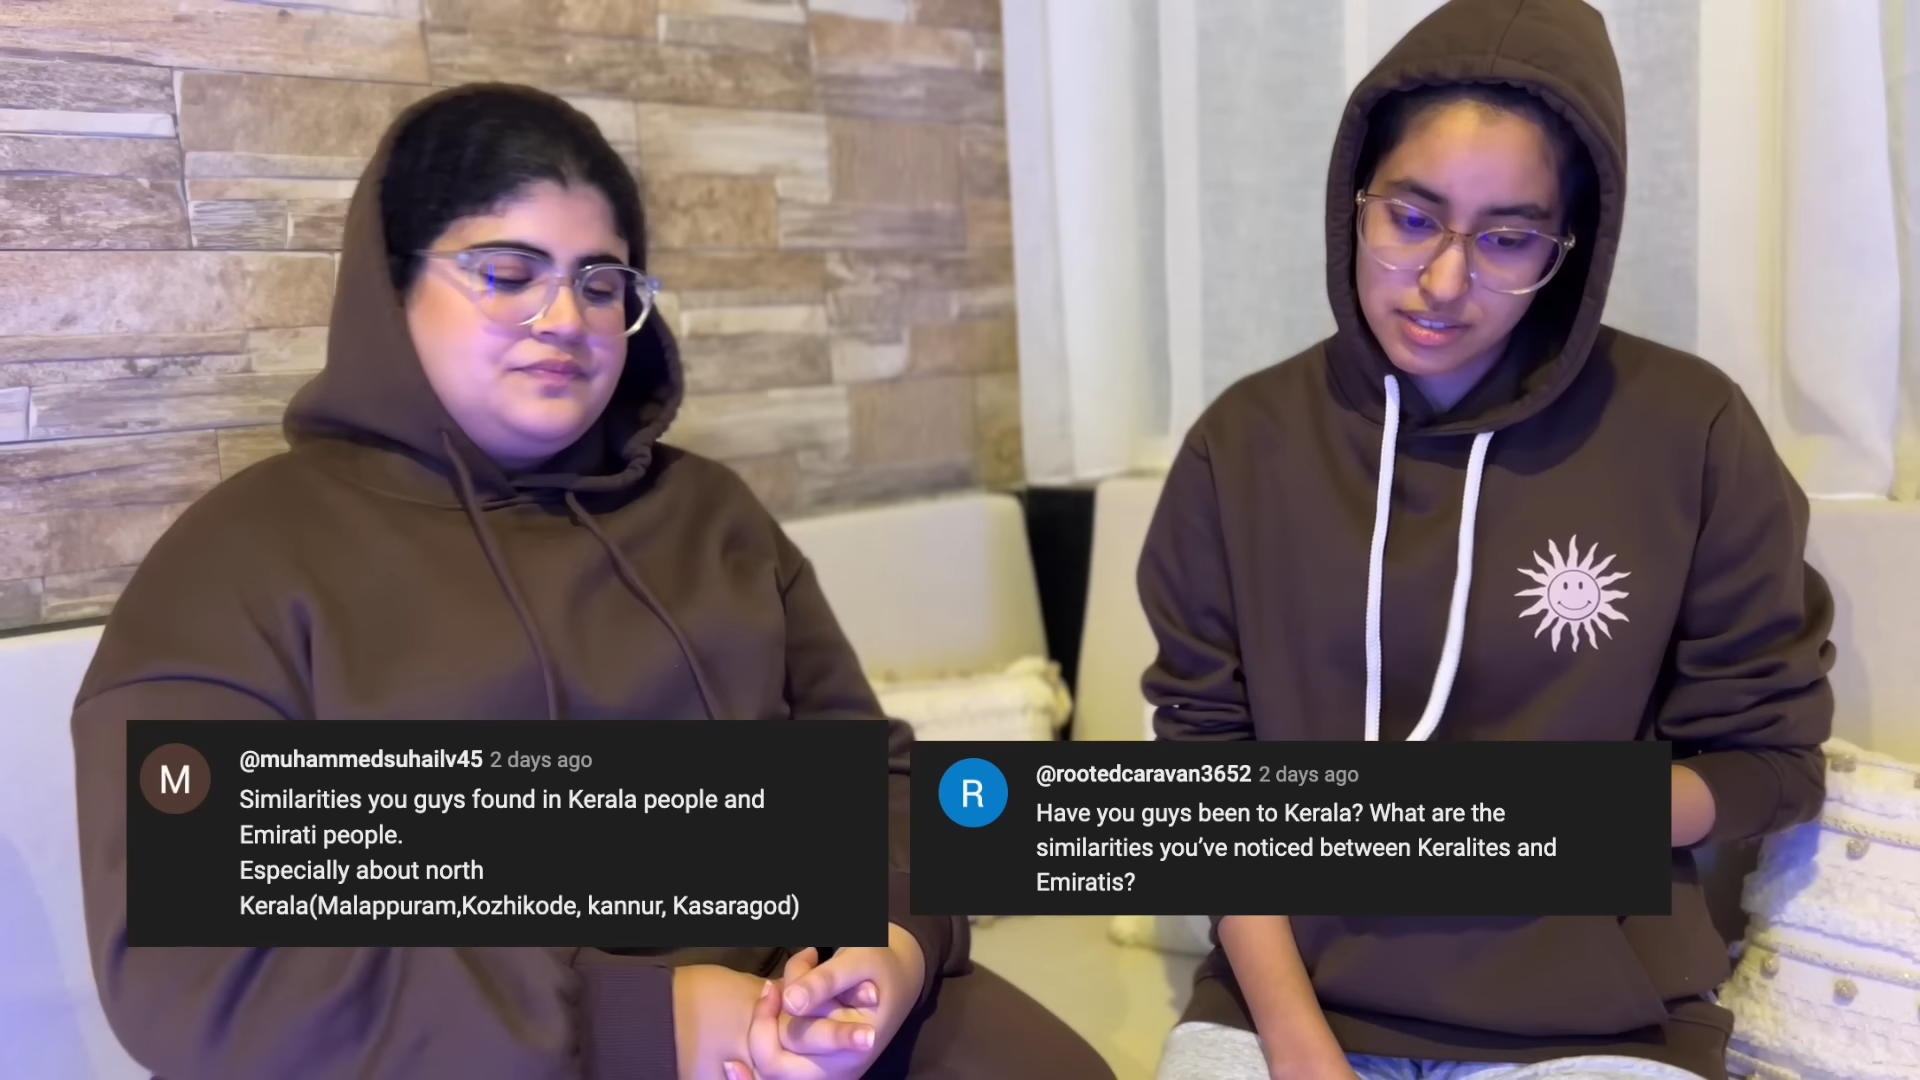 M
@muhammedsuhailv45 2 days ago
Similarities you guys found in Kerala people and
Emirati people.
Especially about north
Kerala(Malappuram,Kozhikode, kannur, Kasaragod)
R
@rootedcaravan3652 2 days ago
Have you guys been to Kerala? What are the
similarities you’ve noticed between Keralites and
Emiratis?